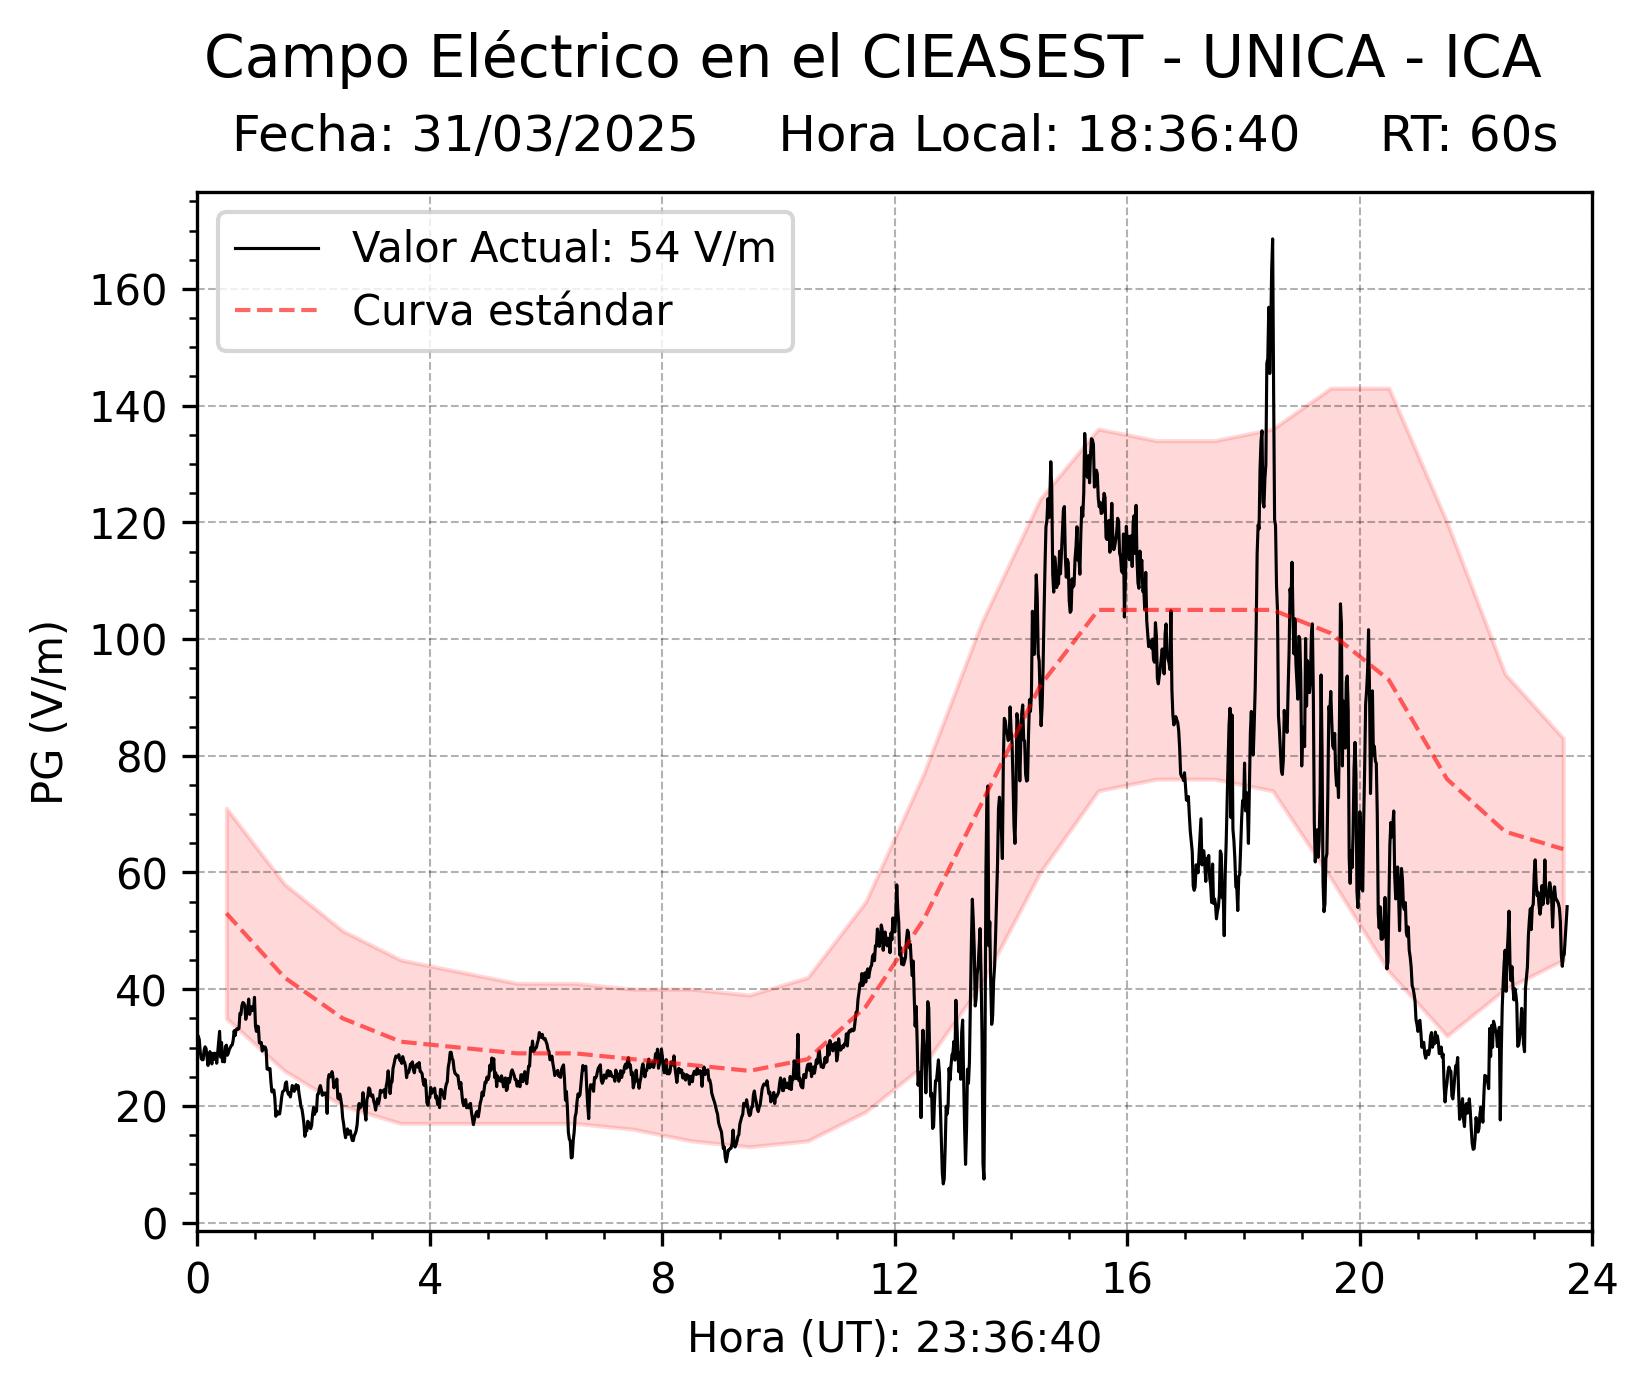 Campo Eléctrico en el CIEASEST - UNICA - ICA
Fecha: 31/03/2025 Hora Local: 18:36:40 RT: 60s
Valor Actual: 54 V/m
Curva estándar
PG (V/m)
160
140
120
100
80
60
40
20
0
0 4 8 12 16 20 24
Hora (UT): 23:36:40